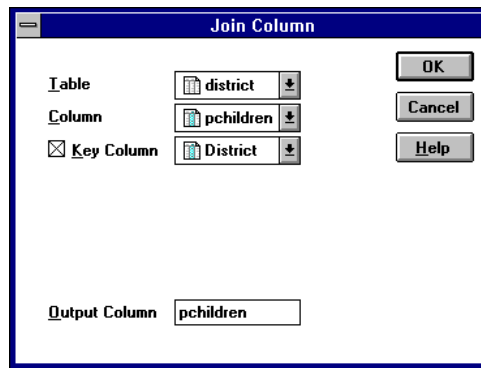 Join Column
OK
Table district
Column pchildren
Cancel
Key Column District
Help
Output Column pchildren